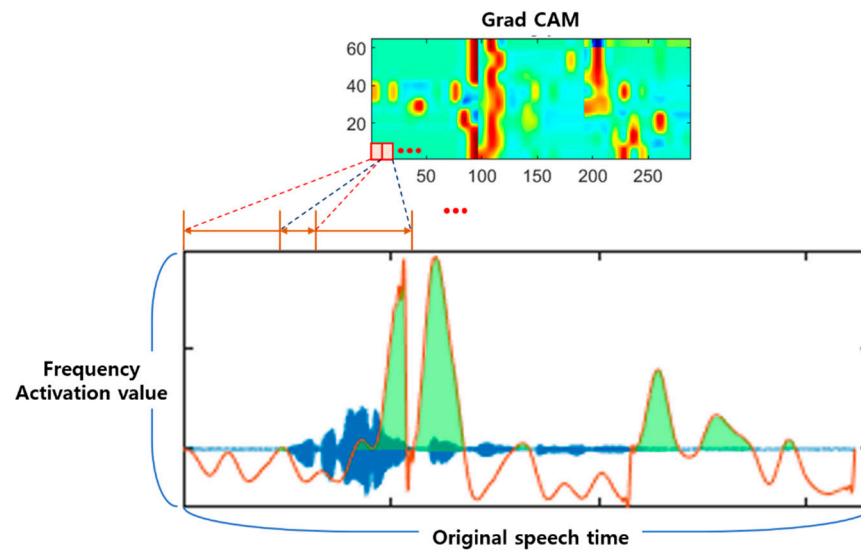 Grad CAM
60
40
20
50 100 150 200 250
Frequency
Activation value
Original speech time